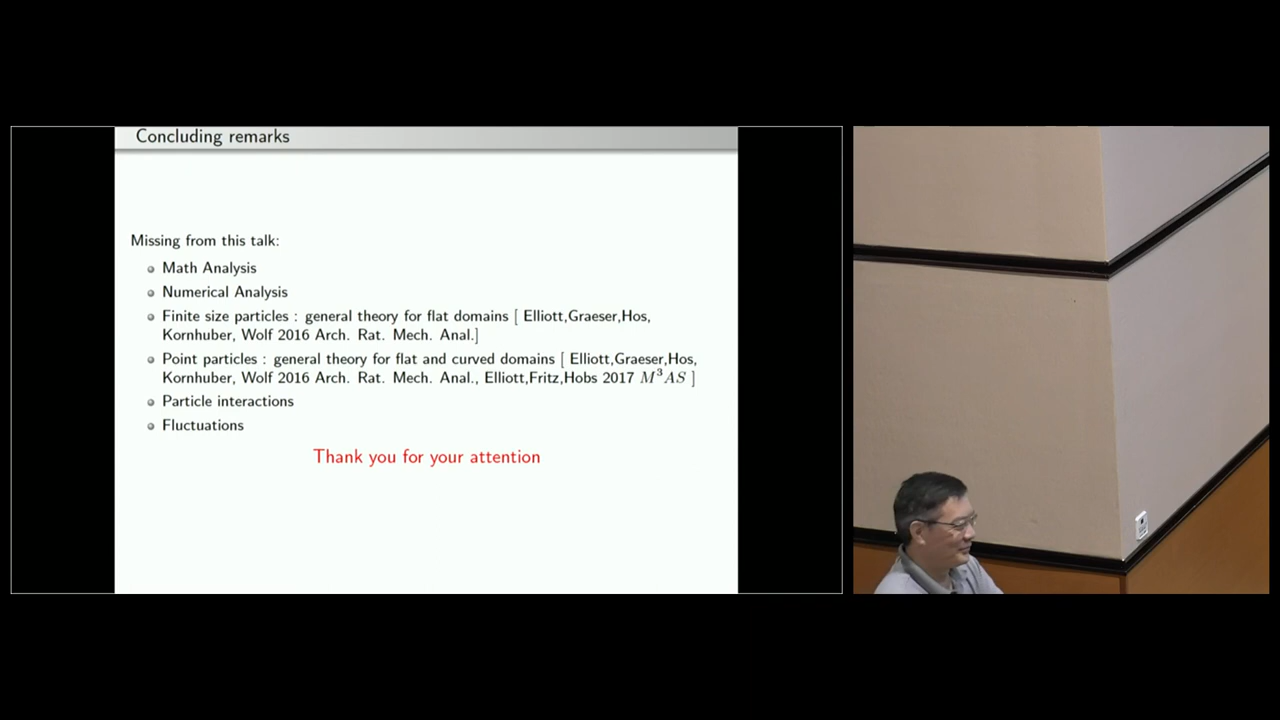 Concluding remarks
Missing from this talk:
Math Analysis
Numerical Analysis
Finite size particles : general theory for flat domains [ Elliott,Graeser,Hos,
Kornhuber, Wolf 2016 Arch. Rat. Mech. Anal.]
Point particles : general theory for flat and curved domains [ Elliott,Graeser,Hos,
Kornhuber, Wolf 2016 Arch. Rat. Mech. Anal., Elliott,Fritz,Hobs 2017 M³AS ]
Particle interactions
Fluctuations
Thank you for your attention